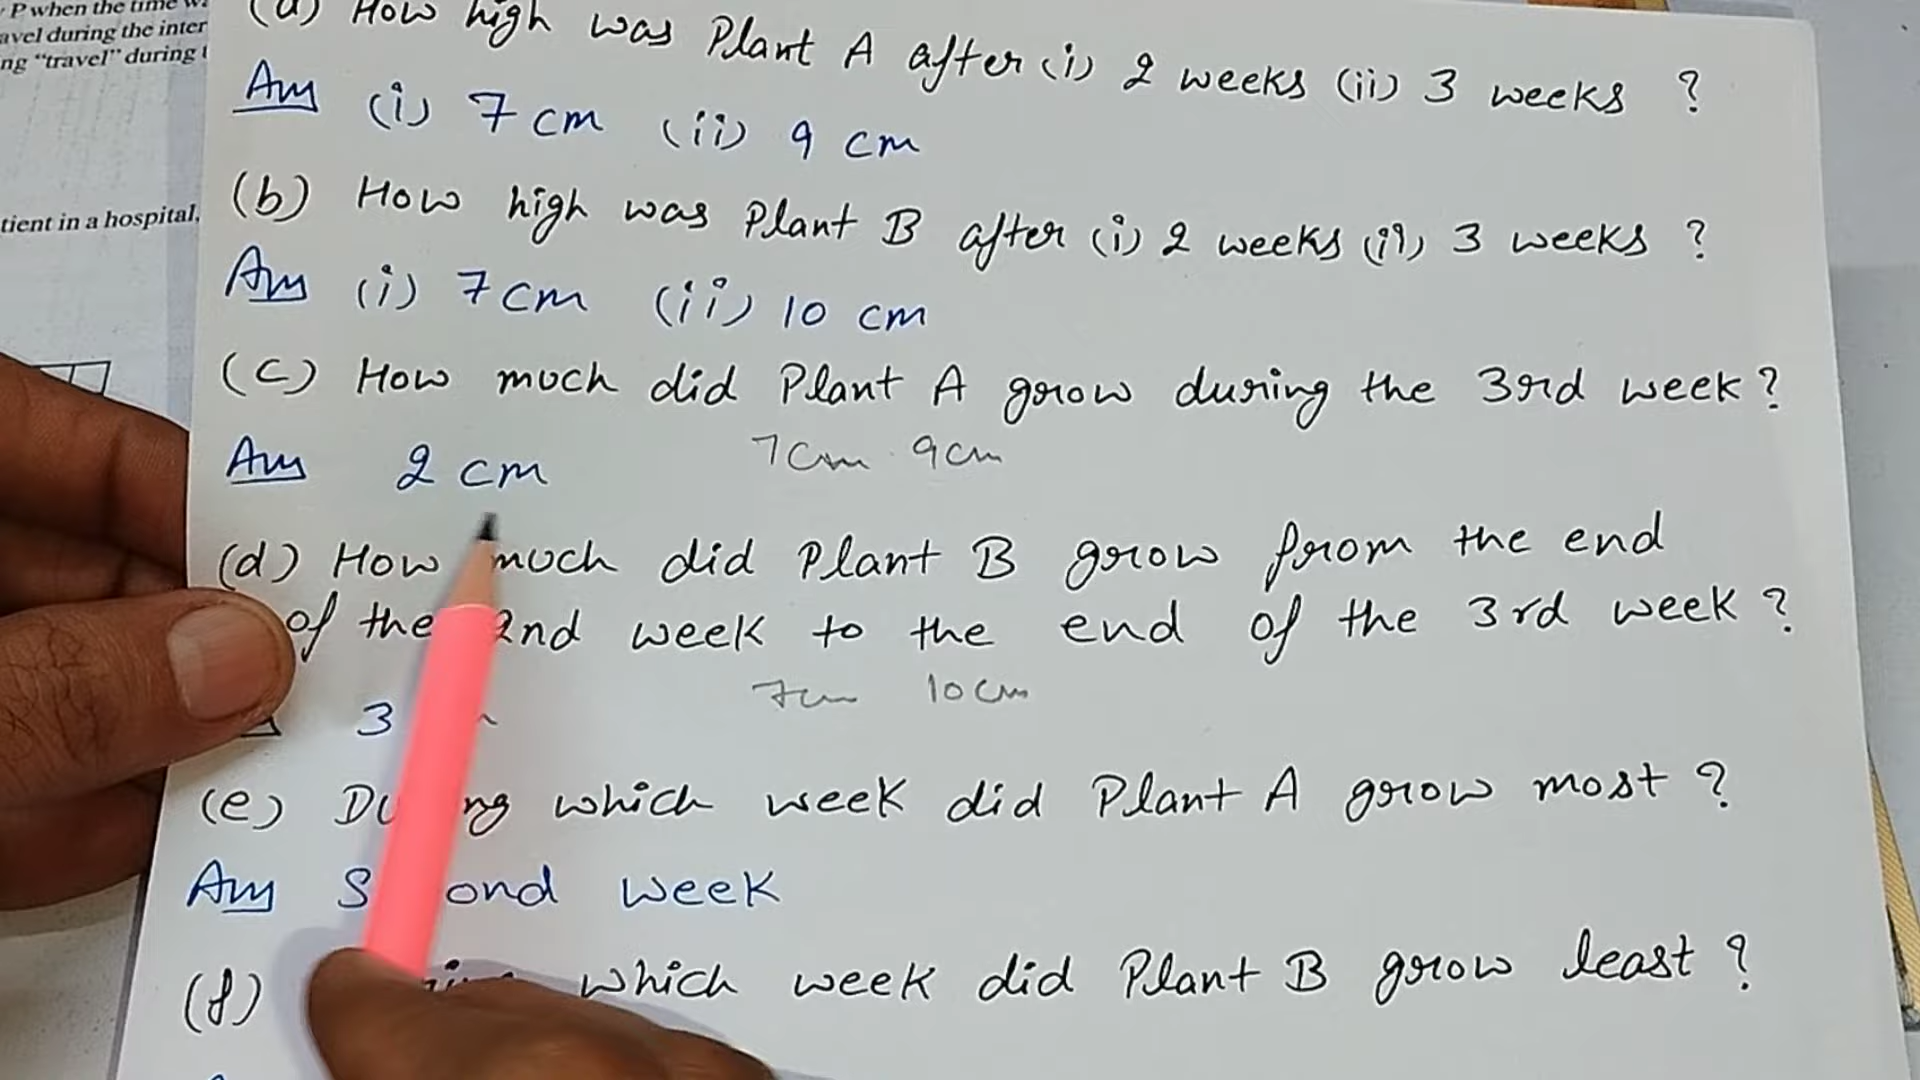 P when the time
avel during the inter
ng "travel" during
tient in a hospital,
(a) How high was Plant A after (i) 2 weeks (ii) 3 weeks ?
Ans (i) 7 cm (ii) 9 cm
(b) How high was Plant B after (i) 2 weeks (ii) 3 weeks ?
Ans (i) 7 cm (ii) 10 cm
(c) How much did Plant A grow during the 3rd week ?
7cm 9cm
Ans 2 cm
(d) How much did Plant B grow from the end
of the 2nd week to the end of the 3rd week ?
7cm 10cm
3
(e) During which week did Plant A grow most ?
Ans Second week
(f) which week did Plant B grow least ?